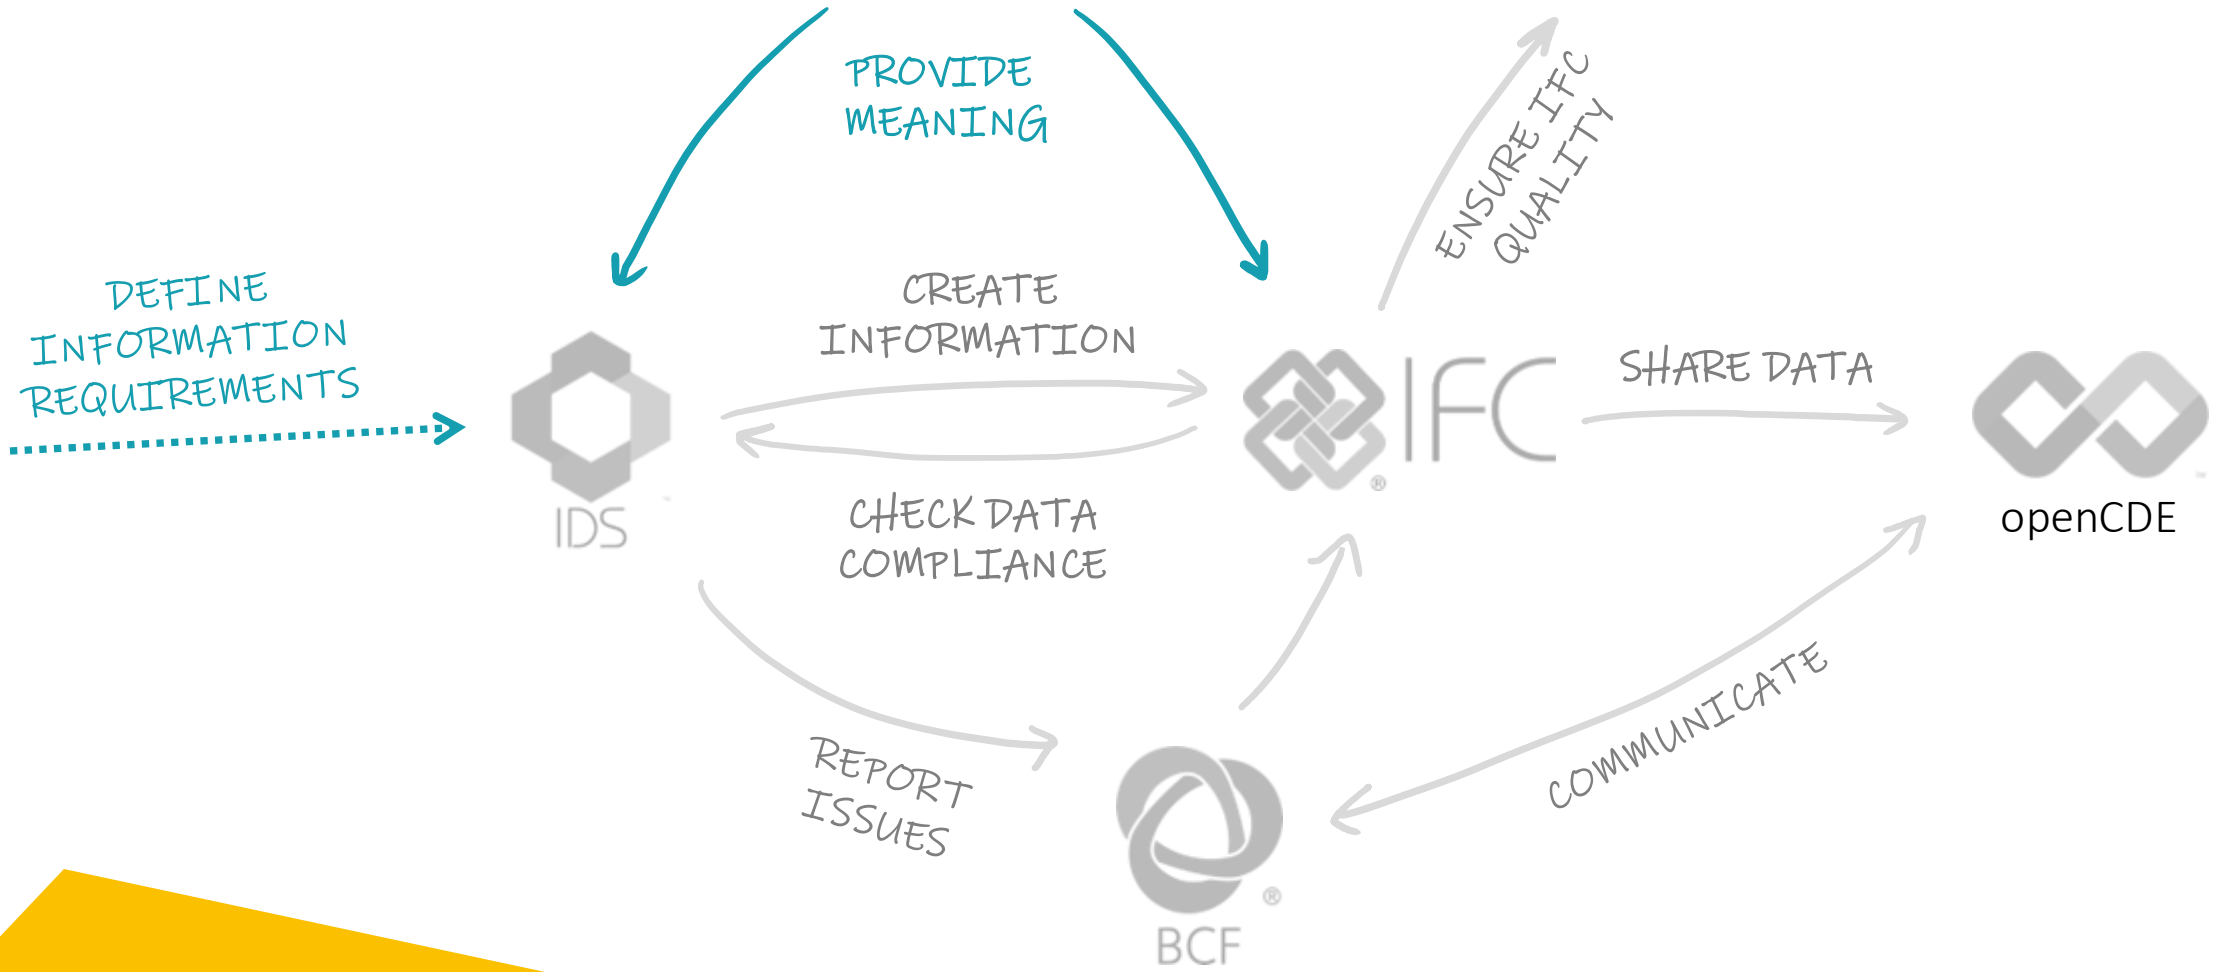 PROVIDE
MEANING
ENSURE IFC
QUALITY
DEFINE
INFORMATION
REQUIREMENTS
CREATE
INFORMATION
IFC
®
SHARE DATA
IDS
CHECK DATA
COMPLIANCE
openCDE
REPORT
ISSUES
COMMUNICATE
®
BCF